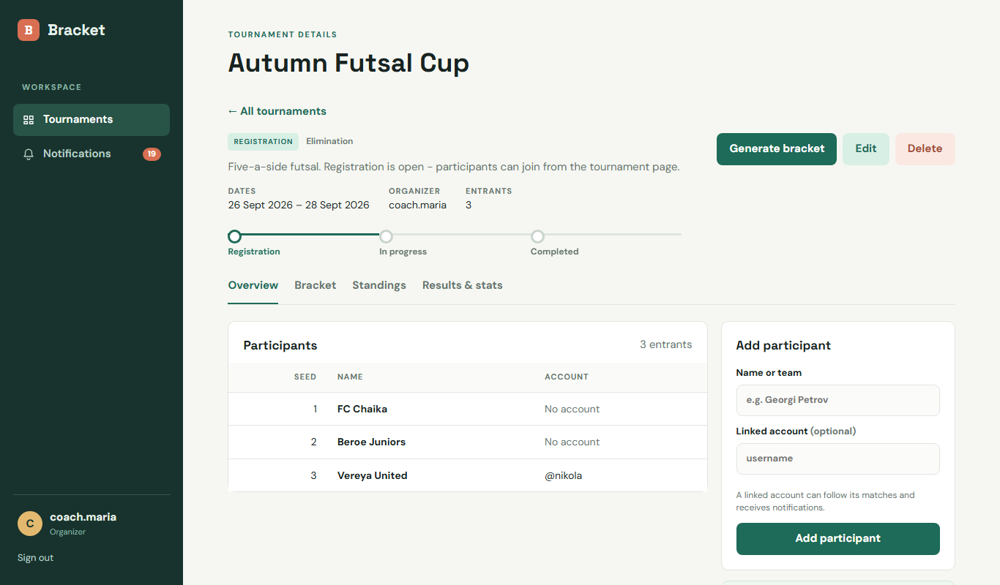 B
Bracket
WORKSPACE
Tournaments
Notifications
19
C
coach.maria
Organizer
Sign out
TOURNAMENT DETAILS
Autumn Futsal Cup
← All tournaments
REGISTRATION
Elimination
Generate bracket
Edit
Delete
Five-a-side futsal. Registration is open - participants can join from the tournament page.
DATES
ORGANIZER
ENTRANTS
26 Sept 2026 – 28 Sept 2026
coach.maria
3
Registration
In progress
Completed
Overview
Bracket
Standings
Results & stats
Participants
3 entrants
SEED
NAME
ACCOUNT
1
FC Chaika
No account
2
Beroe Juniors
No account
3
Vereya United
@nikola
Add participant
Name or team
e.g. Georgi Petrov
Linked account (optional)
username
A linked account can follow its matches and
receives notifications.
Add participant